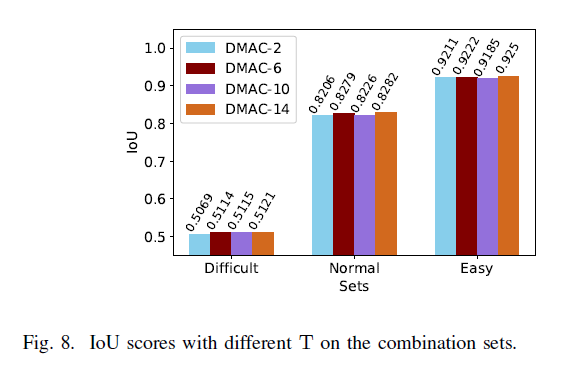 1.0
0.9
0.8
0.7
0.6
0.5
IoU
DMAC-2
DMAC-6
DMAC-10
DMAC-14
0.5069
0.5114
0.5115
0.5121
0.8206
0.8279
0.8226
0.8282
0.9211
0.9222
0.9185
0.925
Difficult
Normal
Easy
Sets
Fig. 8. IoU scores with different T on the combination sets.